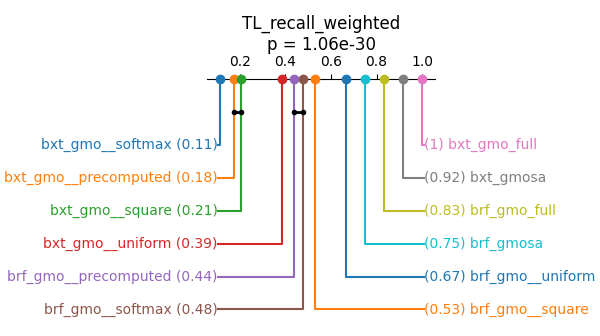 TL_recall_weighted
p = 1.06e-30
0.2 0.4 0.6 0.8 1.0
bxt_gmo__softmax (0.11)
(1) bxt_gmo_full
bxt_gmo__precomputed (0.18)
(0.92) bxt_gmosa
bxt_gmo__square (0.21)
(0.83) brf_gmo_full
bxt_gmo__uniform (0.39)
(0.75) brf_gmosa
brf_gmo__precomputed (0.44)
(0.67) brf_gmo__uniform
brf_gmo__softmax (0.48)
(0.53) brf_gmo__square